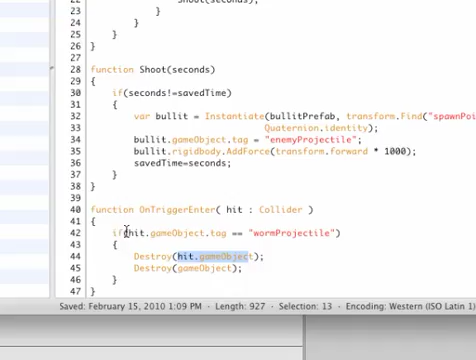 23 }
24 }
25 }
26 }
27
28 function Shoot(seconds)
29 {
30 if(seconds!=savedTime)
31 {
32 var bullit = Instantiate(bullitPrefab, transform.Find("spawnPoi
33 Quaternion.identity);
34 bullit.gameObject.tag = "enemyProjectile";
35 bullit.rigidbody.AddForce(transform.forward * 1000);
36 savedTime=seconds;
37 }
38 }
39
40 function OnTriggerEnter( hit : Collider )
41 {
42 if(hit.gameObject.tag == "wormProjectile")
43 {
44 Destroy(hit.gameObject);
45 Destroy(gameObject);
46 }
47 }
Saved: February 15, 2010 1:09 PM - Length: 927 - Selection: 13 - Encoding: Western (ISO Latin 1)